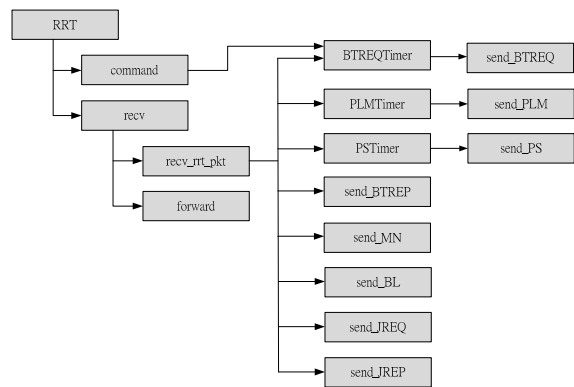 RRT
command
recv
recv_rrt_pkt
forward
BTREQTimer
send_BTREQ
PLMTimer
send_PLM
PSTimer
send_PS
send_BTREP
send_MN
send_BL
send_JREQ
send_JREP